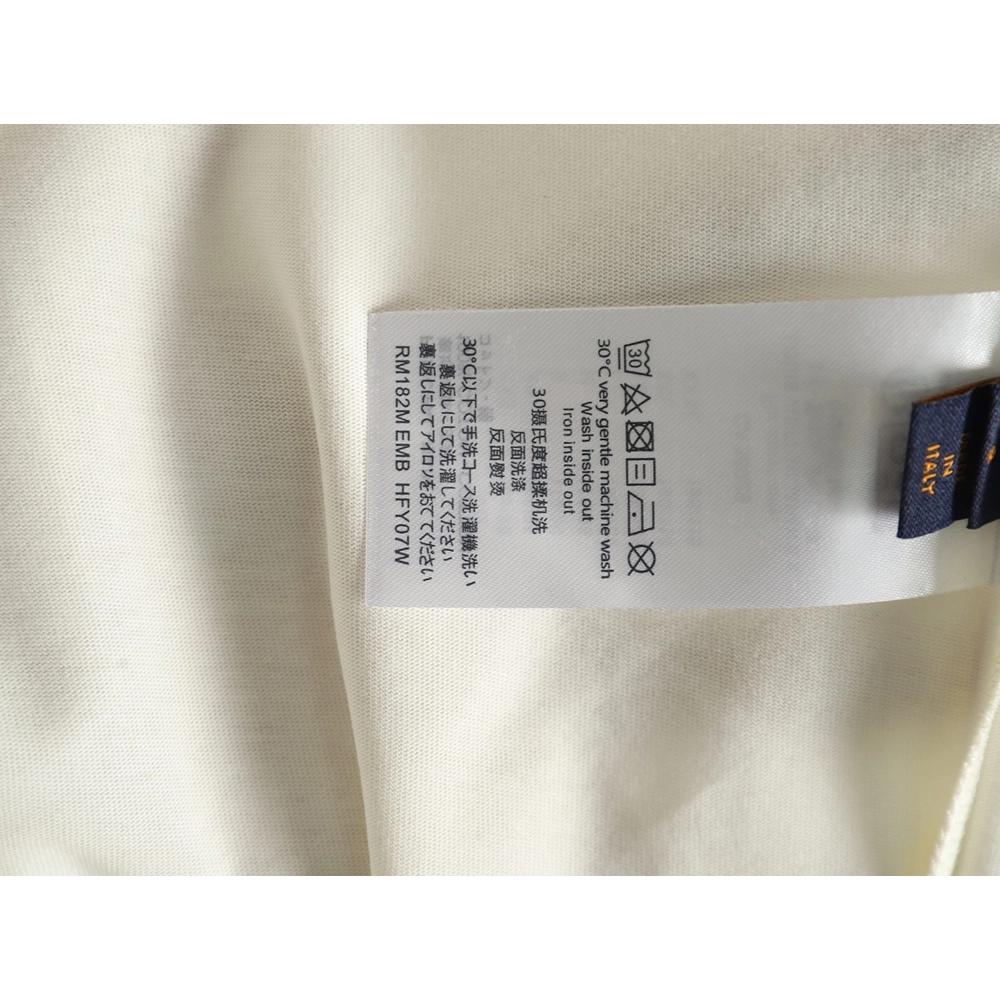 30
30°C very gentle machine wash
Wash inside out
Iron inside out
30摄氏度超揉机洗
反面洗涤
反面熨烫
30°C以下で手洗コース洗濯機洗い
裏返しにして洗濯してください
裏返しにしてアイロソをおててください
RM182M EMB HFY07W
IN
ITALY